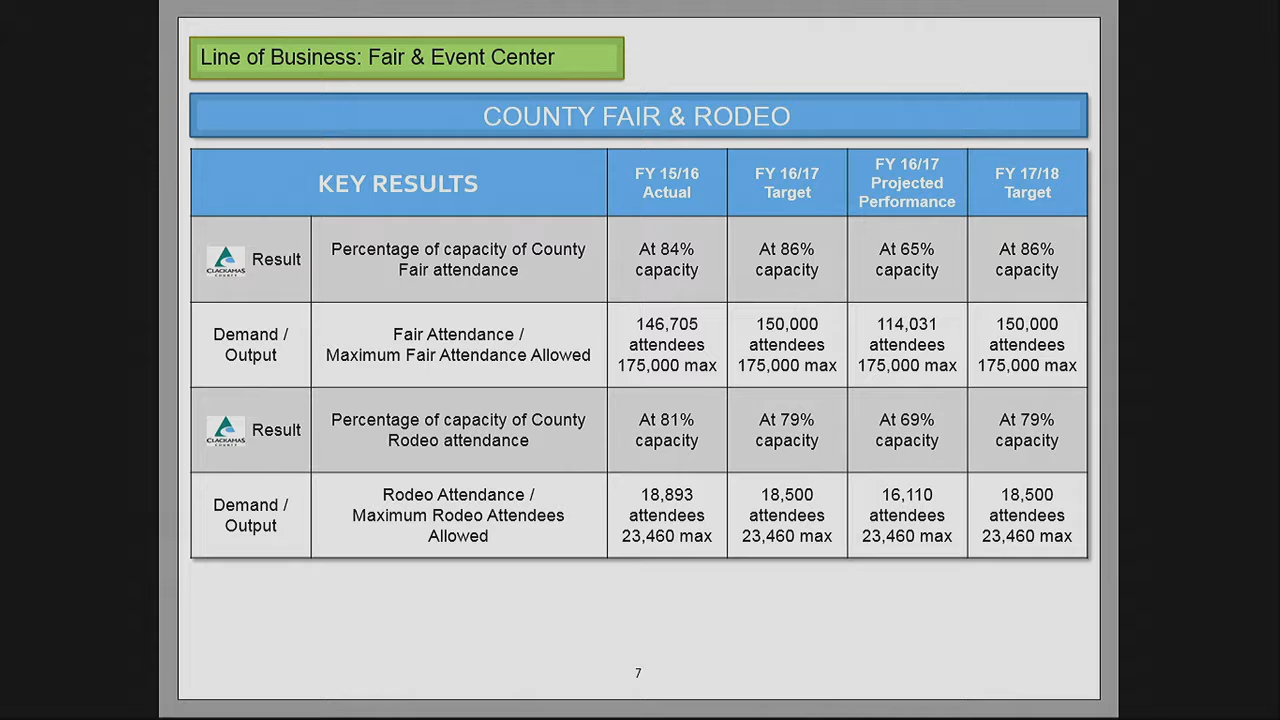 Line of Business: Fair & Event Center
COUNTY FAIR & RODEO
KEY RESULTS
FY 15/16
Actual
FY 16/17
Target
FY 16/17
Projected
Performance
FY 17/18
Target
CLACKAMAS
COUNTY
Result
Percentage of capacity of County
Fair attendance
At 84%
capacity
At 86%
capacity
At 65%
capacity
At 86%
capacity
Demand /
Output
Fair Attendance /
Maximum Fair Attendance Allowed
146,705
attendees
175,000 max
150,000
attendees
175,000 max
114,031
attendees
175,000 max
150,000
attendees
175,000 max
CLACKAMAS
COUNTY
Result
Percentage of capacity of County
Rodeo attendance
At 81%
capacity
At 79%
capacity
At 69%
capacity
At 79%
capacity
Demand /
Output
Rodeo Attendance /
Maximum Rodeo Attendees
Allowed
18,893
attendees
23,460 max
18,500
attendees
23,460 max
16,110
attendees
23,460 max
18,500
attendees
23,460 max
7